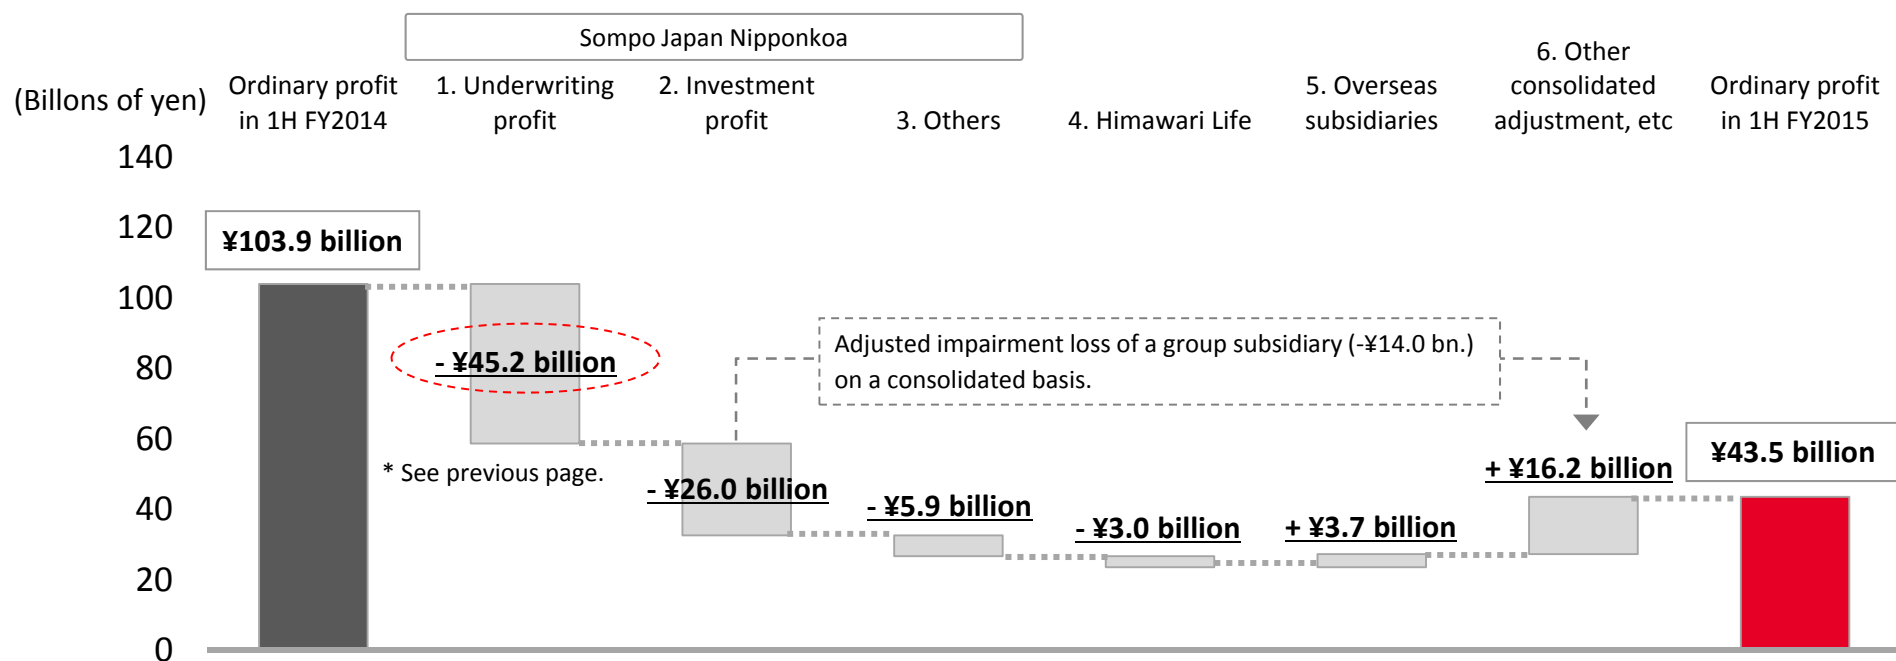 Sompo Japan Nipponkoa
(Billons of yen)
Ordinary profit
in 1H FY2014
1. Underwriting
profit
2. Investment
profit
3. Others
4. Himawari Life
5. Overseas
subsidiaries
6. Other
consolidated
adjustment, etc
Ordinary profit
in 1H FY2015
140
120
100
80
60
40
20
0
¥103.9 billion
- ¥45.2 billion
* See previous page.
- ¥26.0 billion
- ¥5.9 billion
- ¥3.0 billion
+ ¥3.7 billion
+ ¥16.2 billion
¥43.5 billion
Adjusted impairment loss of a group subsidiary (-¥14.0 bn.)
on a consolidated basis.